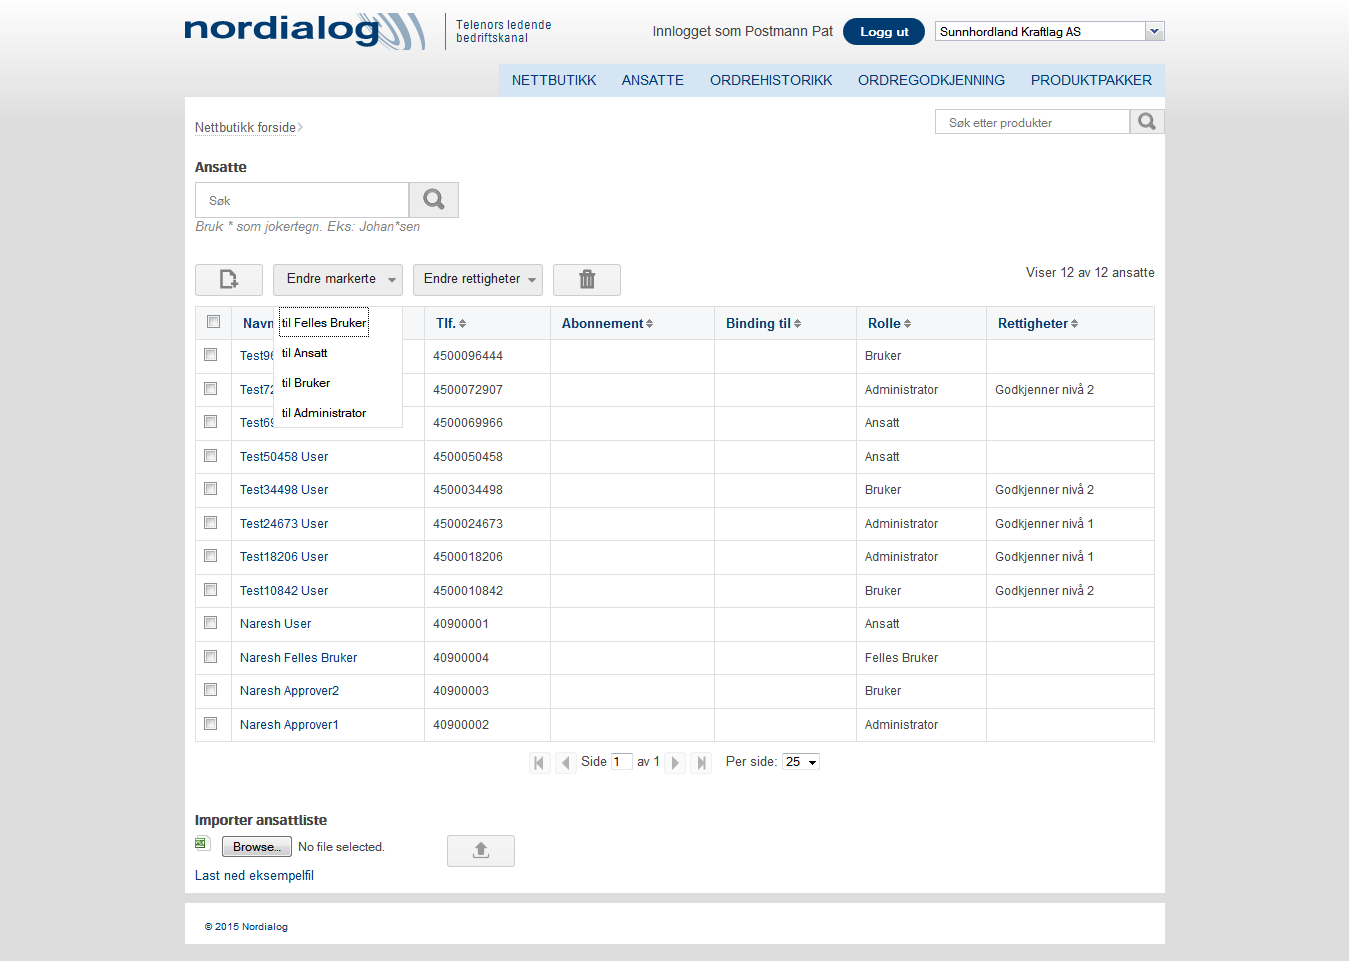 nordialog
Telenors ledende
bedriftskanal
Innlogget som Postmann Pat
Logg ut
Sunnhordland Kraftlag AS
NETTBUTIKK ANSATTE ORDREHISTORIKK ORDREGODKJENNING PRODUKTPAKKER
Nettbutikk forside
Søk etter produkter
Ansatte
Søk
Bruk * som jokertegn. Eks: Johan*sen
Endre markerte Endre rettigheter
Viser 12 av 12 ansatte
Navn Tlf. Abonnement Binding til Rolle Rettigheter
til Felles Bruker
til Ansatt
til Bruker
til Administrator
Test96 4500096444 Bruker
Test72 4500072907 Administrator Godkjenner nivå 2
Test69 4500069966 Ansatt
Test50458 User 4500050458 Ansatt
Test34498 User 4500034498 Bruker Godkjenner nivå 2
Test24673 User 4500024673 Administrator Godkjenner nivå 1
Test18206 User 4500018206 Administrator Godkjenner nivå 1
Test10842 User 4500010842 Bruker Godkjenner nivå 2
Naresh User 40900001 Ansatt
Naresh Felles Bruker 40900004 Felles Bruker
Naresh Approver2 40900003 Bruker
Naresh Approver1 40900002 Administrator
Side 1 av 1 Per side: 25
Importer ansattliste
Browse... No file selected.
Last ned eksempelfil
© 2015 Nordialog